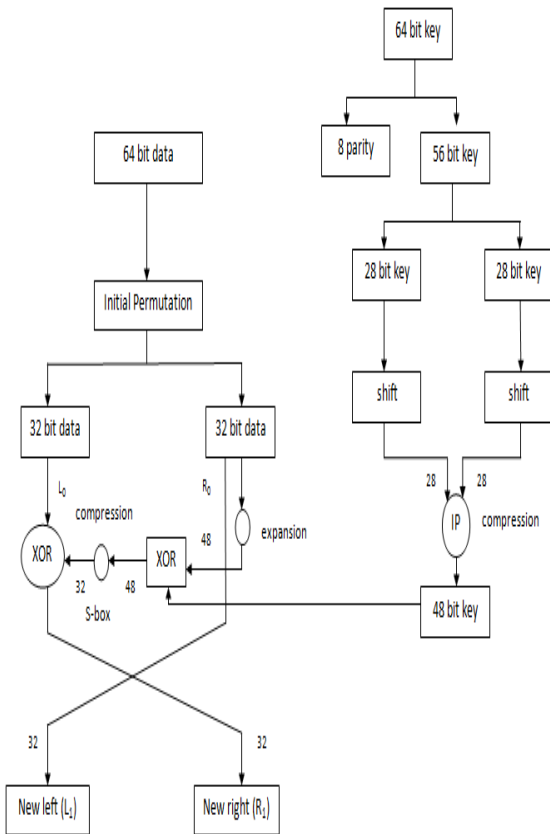 64 bit key
8 parity
56 bit key
64 bit data
28 bit key
28 bit key
Initial Permutation
shift
shift
32 bit data
32 bit data
28
28
L₀
R₀
compression
IP
compression
48
expansion
XOR
XOR
32
48
S-box
48 bit key
32
32
New left (L₁)
New right (R₁)